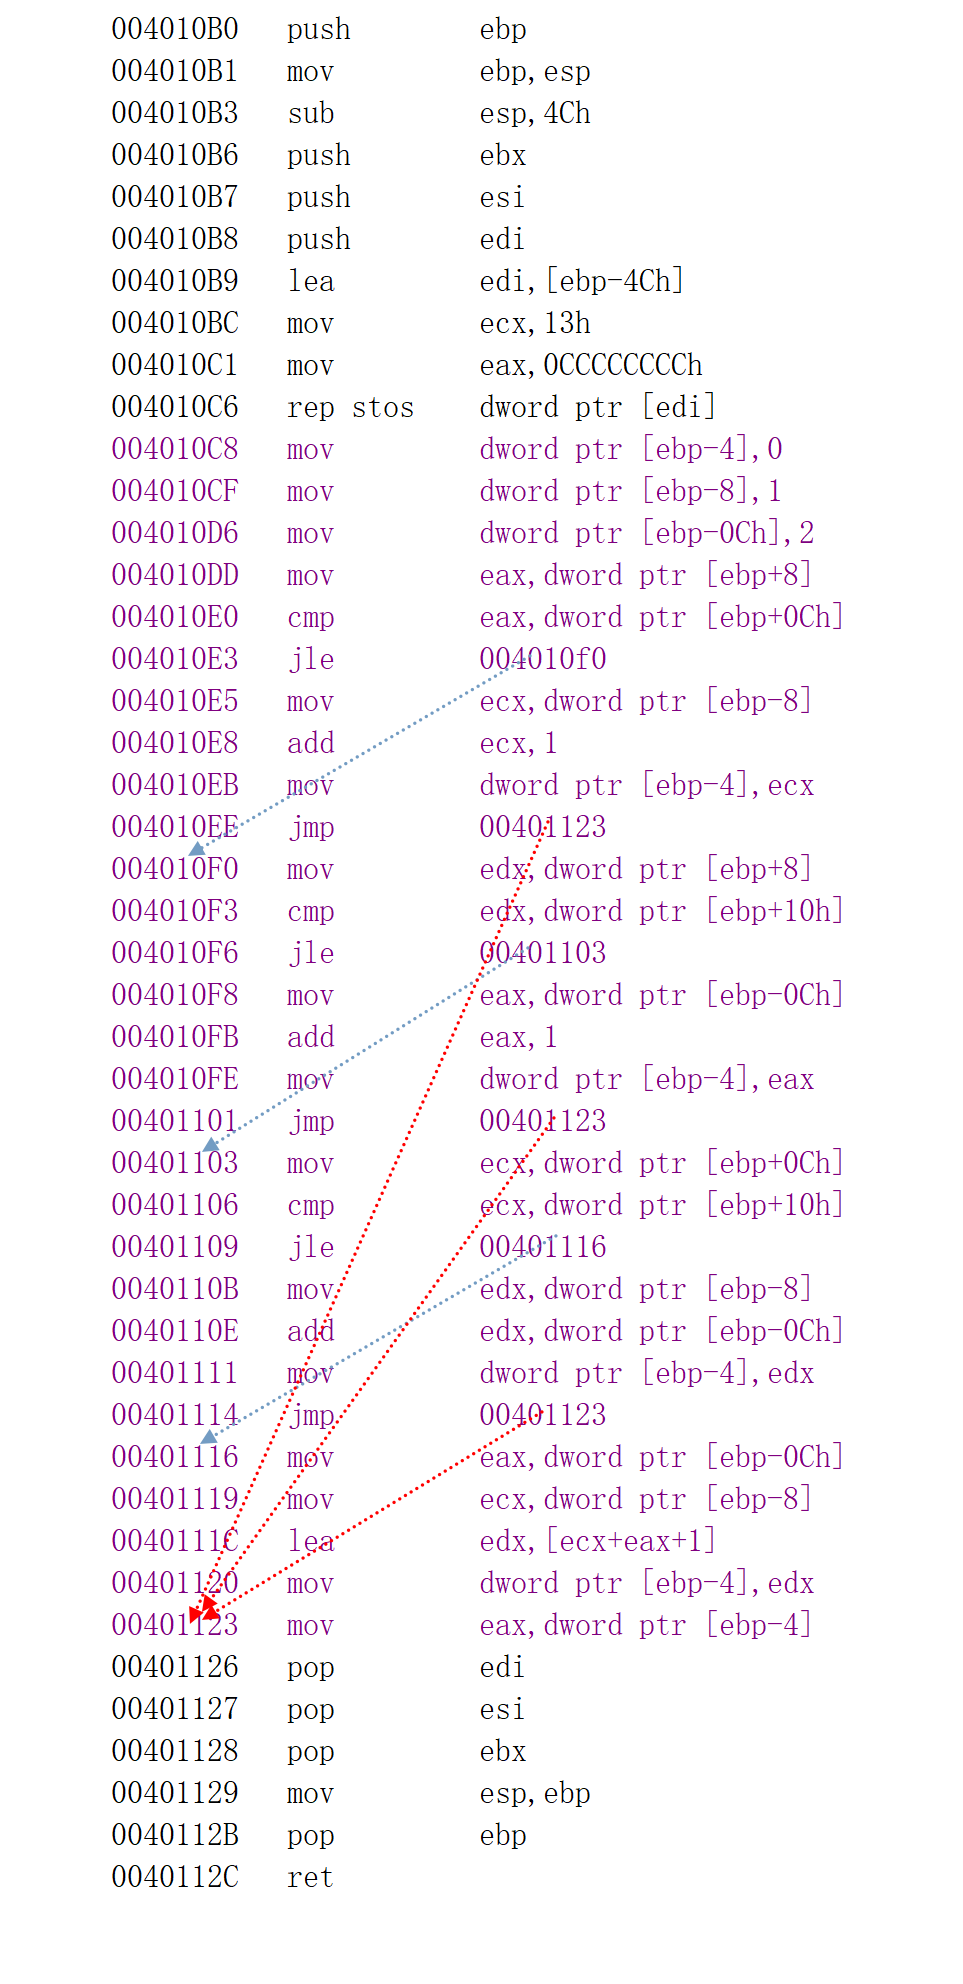 004010B0   push        ebp
004010B1   mov         ebp,esp
004010B3   sub         esp,4Ch
004010B6   push        ebx
004010B7   push        esi
004010B8   push        edi
004010B9   lea         edi,[ebp-4Ch]
004010BC   mov         ecx,13h
004010C1   mov         eax,0CCCCCCCCh
004010C6   rep stos    dword ptr [edi]
004010C8   mov         dword ptr [ebp-4],0
004010CF   mov         dword ptr [ebp-8],1
004010D6   mov         dword ptr [ebp-0Ch],2
004010DD   mov         eax,dword ptr [ebp+8]
004010E0   cmp         eax,dword ptr [ebp+0Ch]
004010E3   jle         004010f0
004010E5   mov         ecx,dword ptr [ebp-8]
004010E8   add         ecx,1
004010EB   mov         dword ptr [ebp-4],ecx
004010EE   jmp         00401123
004010F0   mov         edx,dword ptr [ebp+8]
004010F3   cmp         edx,dword ptr [ebp+10h]
004010F6   jle         00401103
004010F8   mov         eax,dword ptr [ebp-0Ch]
004010FB   add         eax,1
004010FE   mov         dword ptr [ebp-4],eax
00401101   jmp         00401123
00401103   mov         ecx,dword ptr [ebp+0Ch]
00401106   cmp         ecx,dword ptr [ebp+10h]
00401109   jle         00401116
0040110B   mov         edx,dword ptr [ebp-8]
0040110E   add         edx,dword ptr [ebp-0Ch]
00401111   mov         dword ptr [ebp-4],edx
00401114   jmp         00401123
00401116   mov         eax,dword ptr [ebp-0Ch]
00401119   mov         ecx,dword ptr [ebp-8]
0040111C   lea         edx,[ecx+eax+1]
00401120   mov         dword ptr [ebp-4],edx
00401123   mov         eax,dword ptr [ebp-4]
00401126   pop         edi
00401127   pop         esi
00401128   pop         ebx
00401129   mov         esp,ebp
0040112B   pop         ebp
0040112C   ret